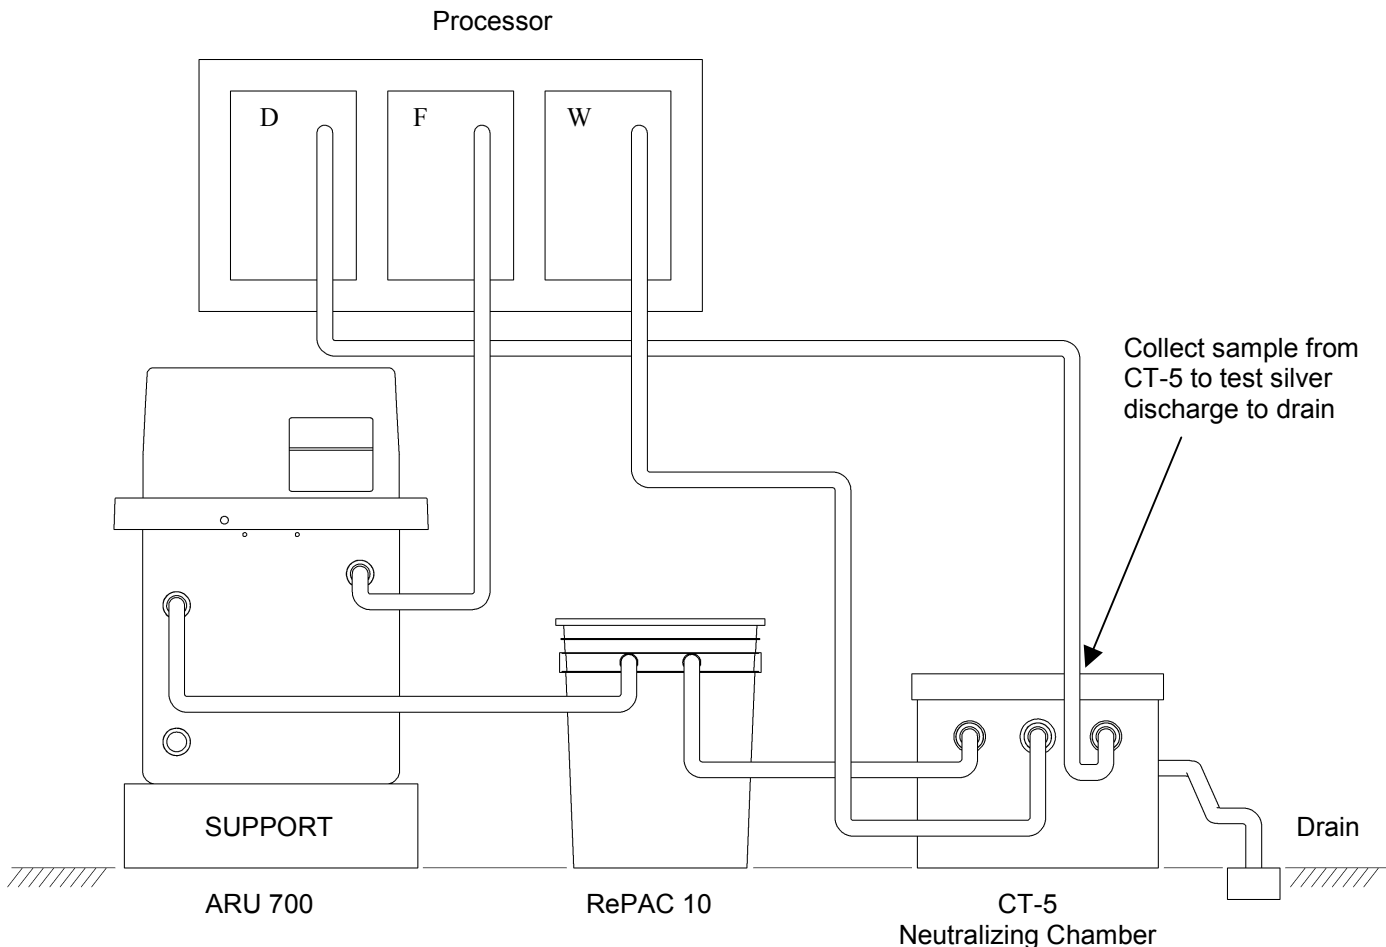 Processor
D
F
W
Collect sample from
CT-5 to test silver
discharge to drain
SUPPORT
Drain
ARU 700
RePAC 10
CT-5
Neutralizing Chamber